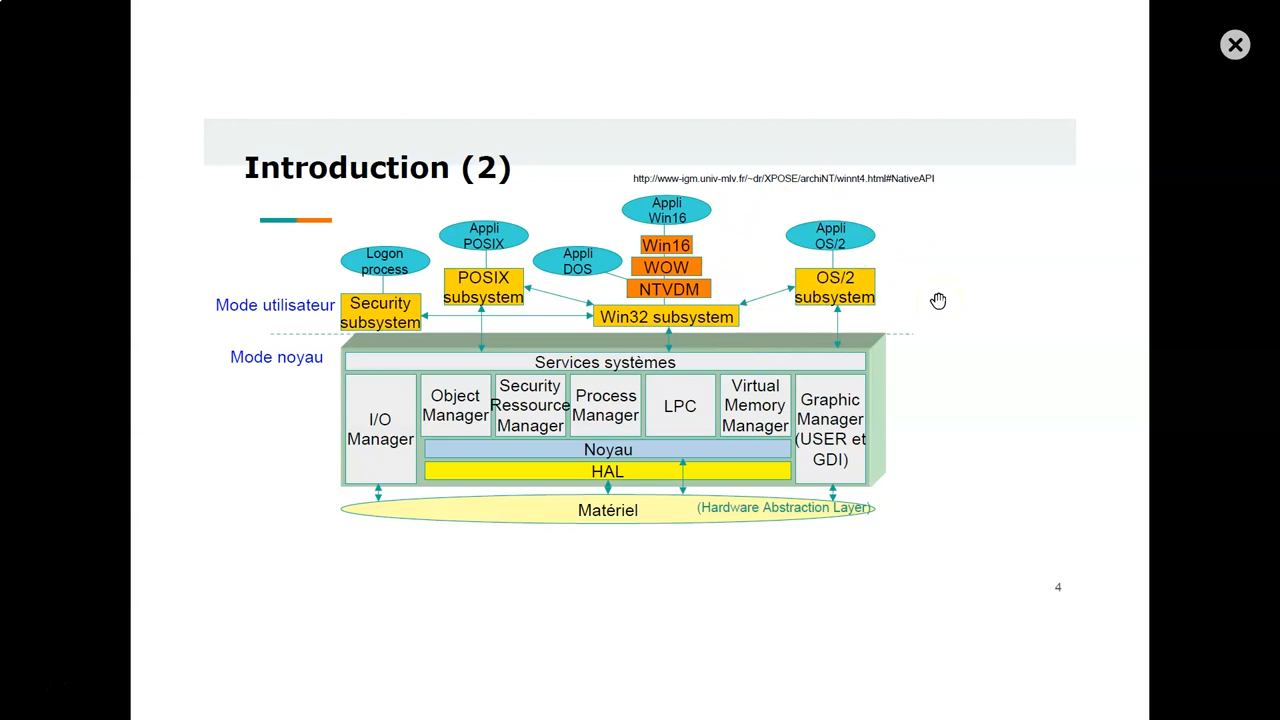 Introduction (2)
http://www-igm.univ-mlv.fr/~dr/XPOSE/archiNT/winnt4.html#NativeAPI
Appli
Win16
Appli
POSIX
Appli
OS/2
Logon
process
Appli
DOS
Win16
WOW
NTVDM
POSIX
subsystem
OS/2
subsystem
Mode utilisateur
Security
subsystem
Win32 subsystem
Mode noyau
Services systèmes
I/O
Manager
Object
Manager
Security
Ressource
Manager
Process
Manager
LPC
Virtual
Memory
Manager
Graphic
Manager
(USER et
GDI)
Noyau
HAL
Matériel
(Hardware Abstraction Layer)
4